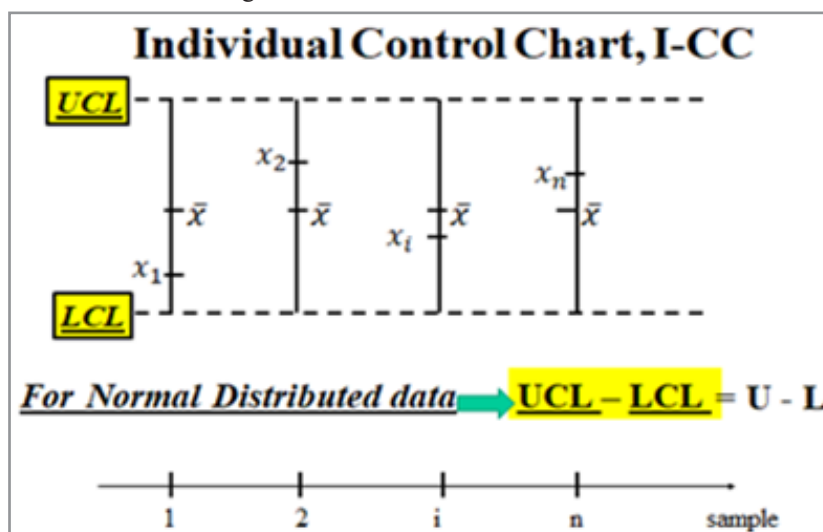 Individual Control Chart, I-CC
UCL
x₂
xₙ
x̄ x̄ x̄ x̄
xᵢ
x₁
LCL
For Normal Distributed data UCL – LCL = U - L
1 2 i n sample